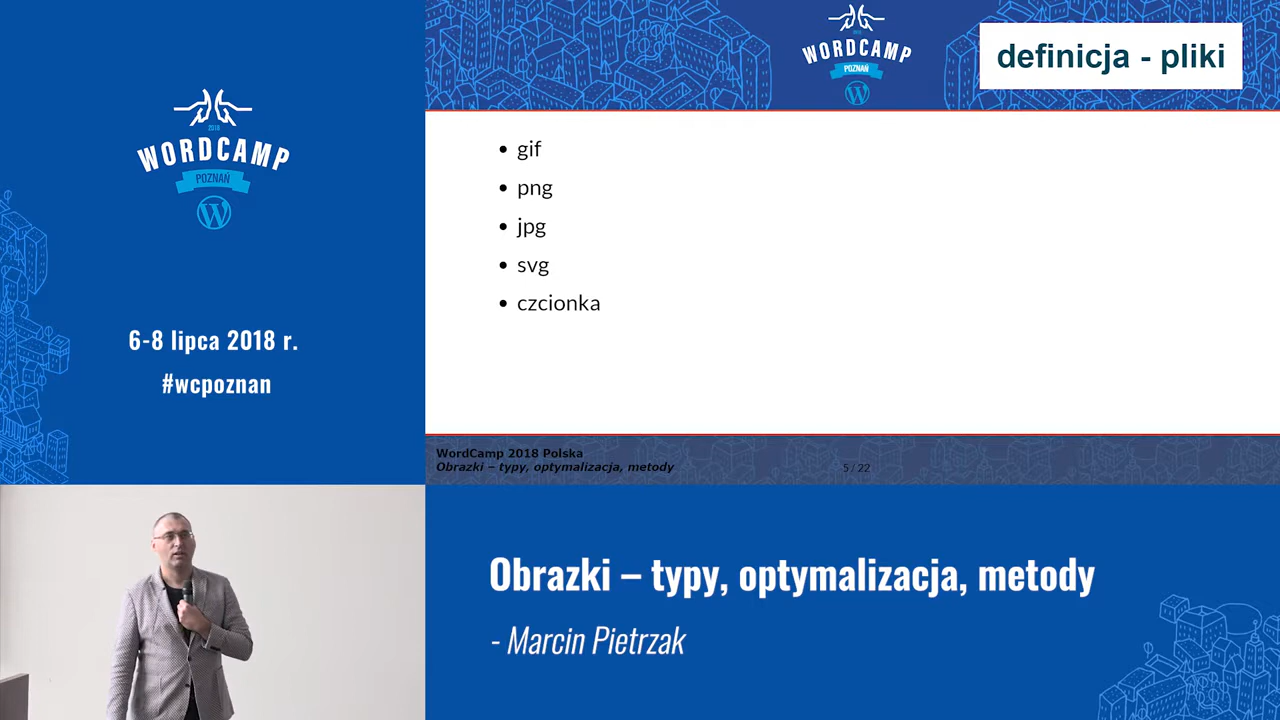 2018
WORDCAMP
POZNAŃ
6-8 lipca 2018 r.
#wcpoznan
2018
WORDCAMP
POZNAŃ
definicja - pliki
• gif
• png
• jpg
• svg
• czcionka
WordCamp 2018 Polska
Obrazki – typy, optymalizacja, metody
5 / 22
Obrazki – typy, optymalizacja, metody
- Marcin Pietrzak